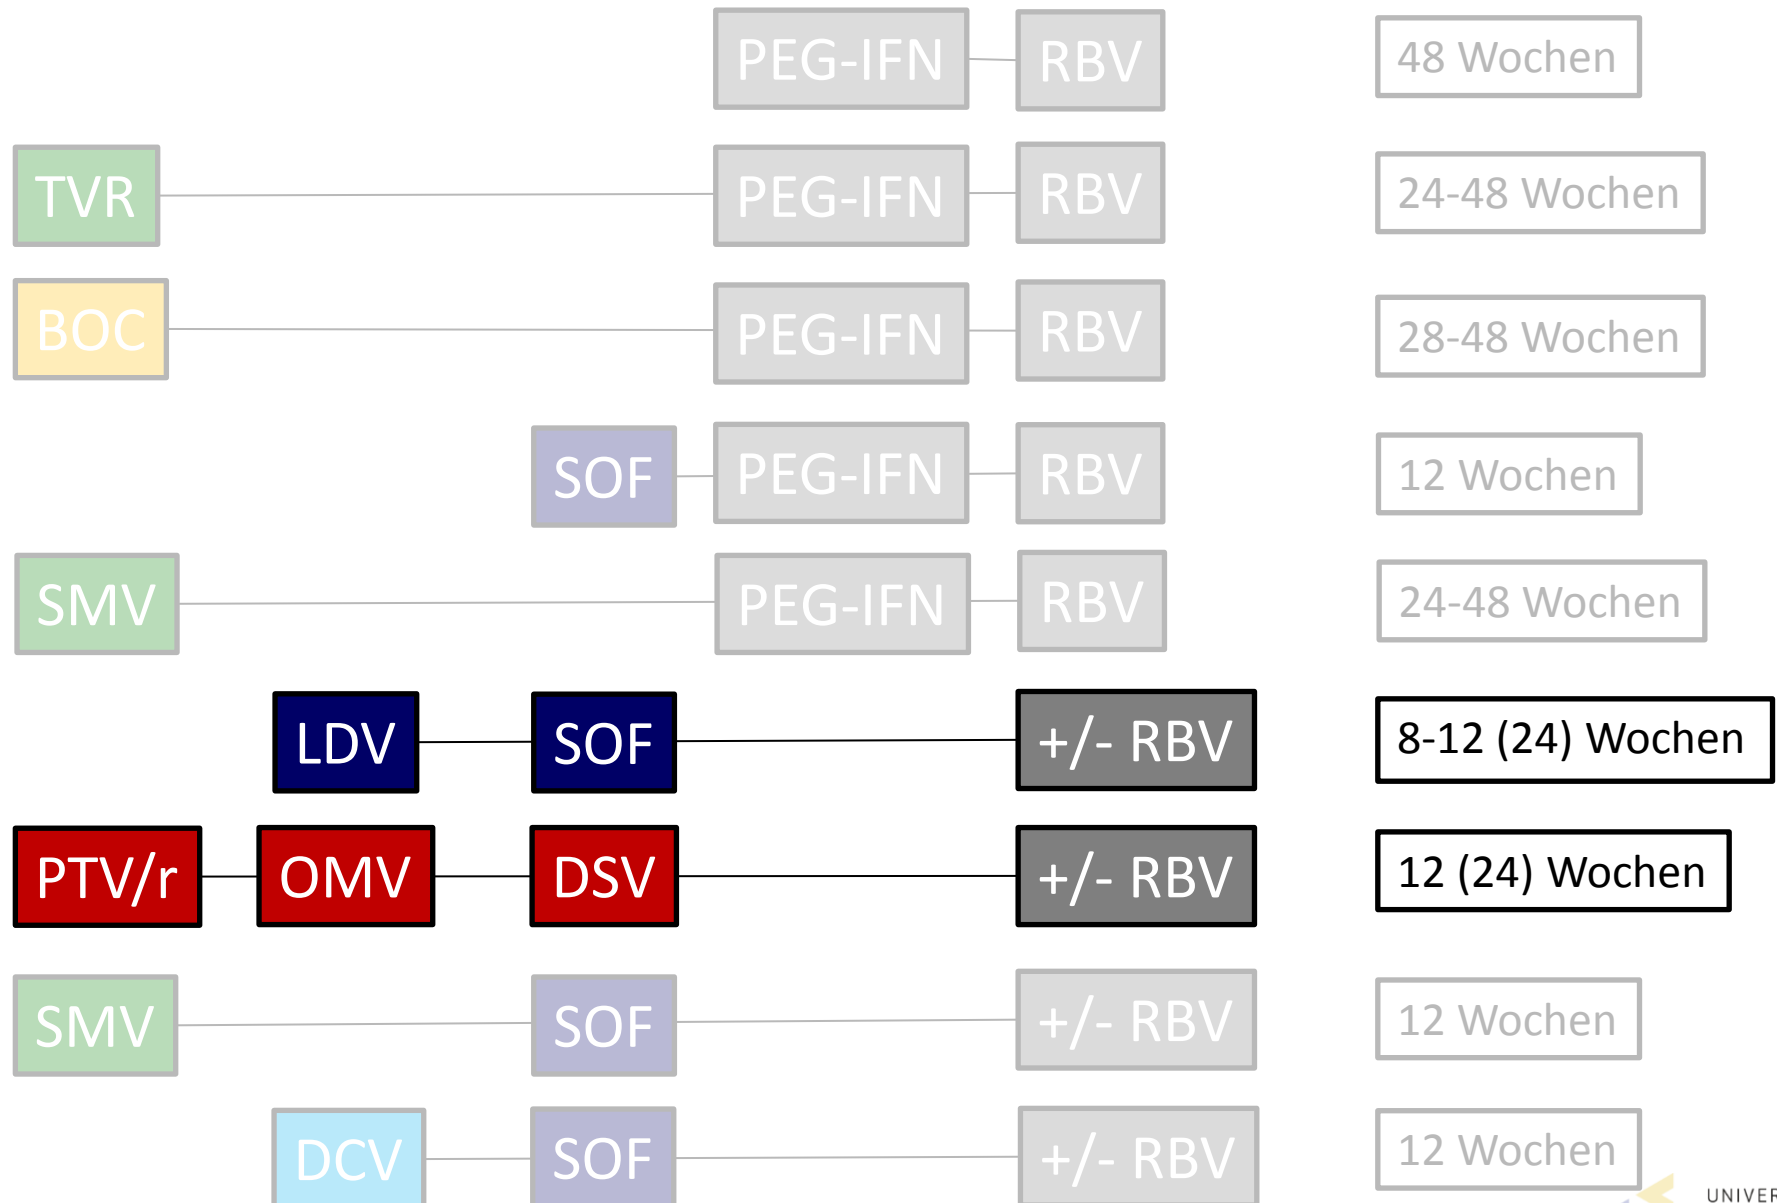 PEG-IFN RBV 48 Wochen
TVR PEG-IFN RBV 24-48 Wochen
BOC PEG-IFN RBV 28-48 Wochen
SOF PEG-IFN RBV 12 Wochen
SMV PEG-IFN RBV 24-48 Wochen
LDV SOF +/- RBV 8-12 (24) Wochen
PTV/r OMV DSV +/- RBV 12 (24) Wochen
SMV SOF +/- RBV 12 Wochen
DCV SOF +/- RBV 12 Wochen